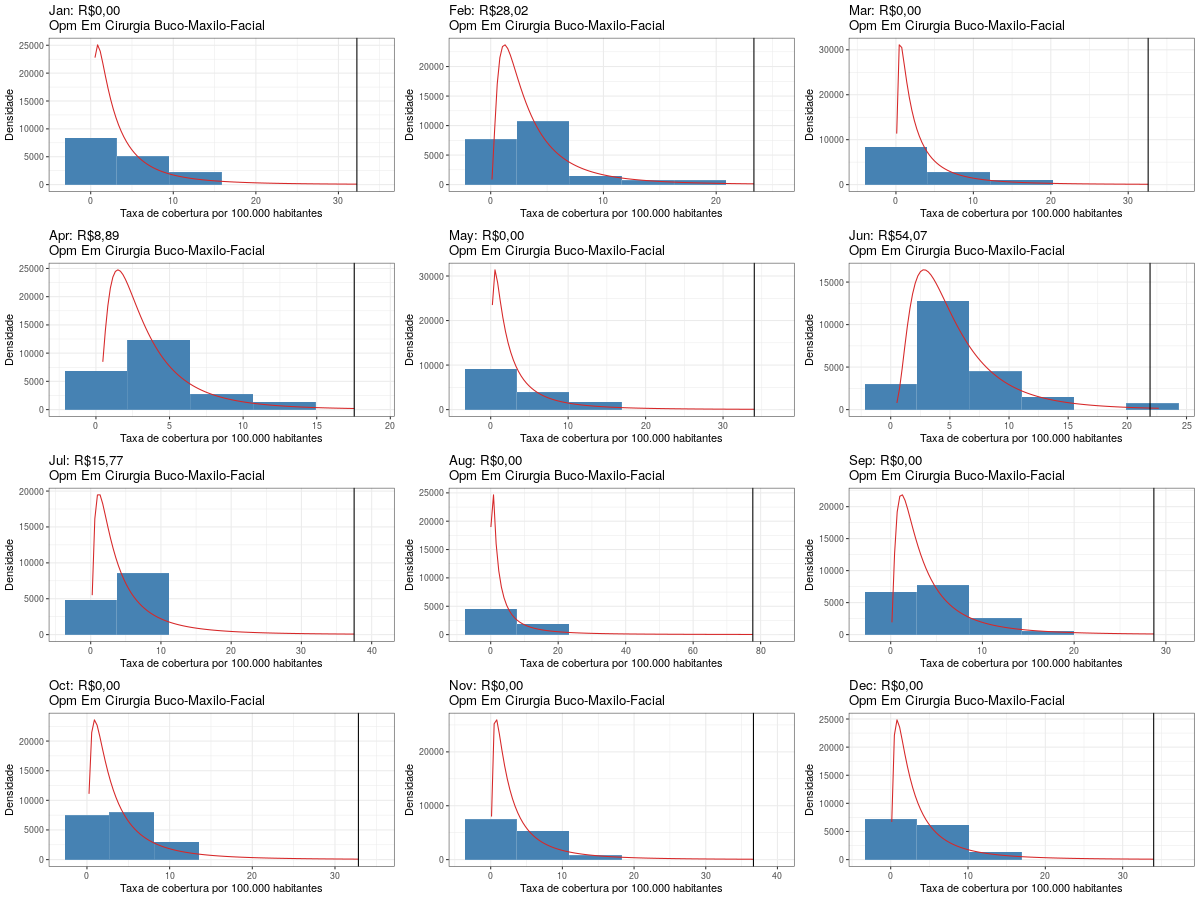 Jan: R$0,00
Opm Em Cirurgia Buco-Maxilo-Facial
25000
20000
15000
10000
5000
0
Densidade
0 10 20 30
Taxa de cobertura por 100.000 habitantes
Feb: R$28,02
Opm Em Cirurgia Buco-Maxilo-Facial
20000
15000
10000
5000
0
Densidade
0 10 20
Taxa de cobertura por 100.000 habitantes
Mar: R$0,00
Opm Em Cirurgia Buco-Maxilo-Facial
30000
20000
10000
0
Densidade
0 10 20 30
Taxa de cobertura por 100.000 habitantes
Apr: R$8,89
Opm Em Cirurgia Buco-Maxilo-Facial
25000
20000
15000
10000
5000
0
Densidade
0 5 10 15 20
Taxa de cobertura por 100.000 habitantes
May: R$0,00
Opm Em Cirurgia Buco-Maxilo-Facial
30000
20000
10000
0
Densidade
0 10 20 30
Taxa de cobertura por 100.000 habitantes
Jun: R$54,07
Opm Em Cirurgia Buco-Maxilo-Facial
15000
10000
5000
0
Densidade
0 5 10 15 20 25
Taxa de cobertura por 100.000 habitantes
Jul: R$15,77
Opm Em Cirurgia Buco-Maxilo-Facial
20000
15000
10000
5000
0
Densidade
0 10 20 30 40
Taxa de cobertura por 100.000 habitantes
Aug: R$0,00
Opm Em Cirurgia Buco-Maxilo-Facial
25000
20000
15000
10000
5000
0
Densidade
0 20 40 60 80
Taxa de cobertura por 100.000 habitantes
Sep: R$0,00
Opm Em Cirurgia Buco-Maxilo-Facial
20000
15000
10000
5000
0
Densidade
0 10 20 30
Taxa de cobertura por 100.000 habitantes
Oct: R$0,00
Opm Em Cirurgia Buco-Maxilo-Facial
20000
15000
10000
5000
0
Densidade
0 10 20 30
Taxa de cobertura por 100.000 habitantes
Nov: R$0,00
Opm Em Cirurgia Buco-Maxilo-Facial
20000
10000
0
Densidade
0 10 20 30 40
Taxa de cobertura por 100.000 habitantes
Dec: R$0,00
Opm Em Cirurgia Buco-Maxilo-Facial
25000
20000
15000
10000
5000
0
Densidade
0 10 20 30
Taxa de cobertura por 100.000 habitantes